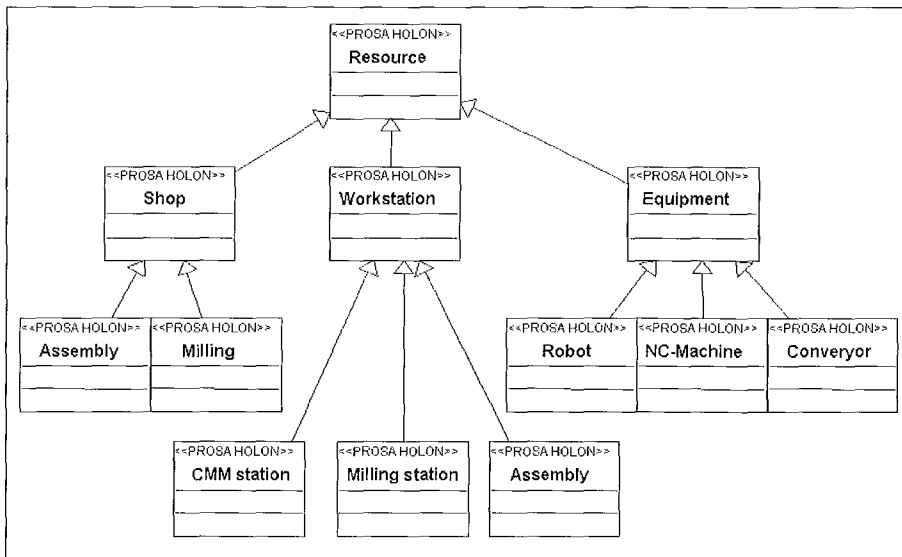 <<PROSA HOLON>>
Resource
<<PROSA HOLON>>
Shop
<<PROSA HOLON>>
Workstation
<<PROSA HOLON>>
Equipment
<<PROSA HOLON>>
Assembly
<<PROSA HOLON>>
Milling
<<PROSA HOLON>>
Robot
<<PROSA HOLON>>
NC-Machine
<<PROSA HOLON>>
Converyor
<<PROSA HOLON>>
CMM station
<<PROSA HOLON>>
Milling station
<<PROSA HOLON>>
Assembly